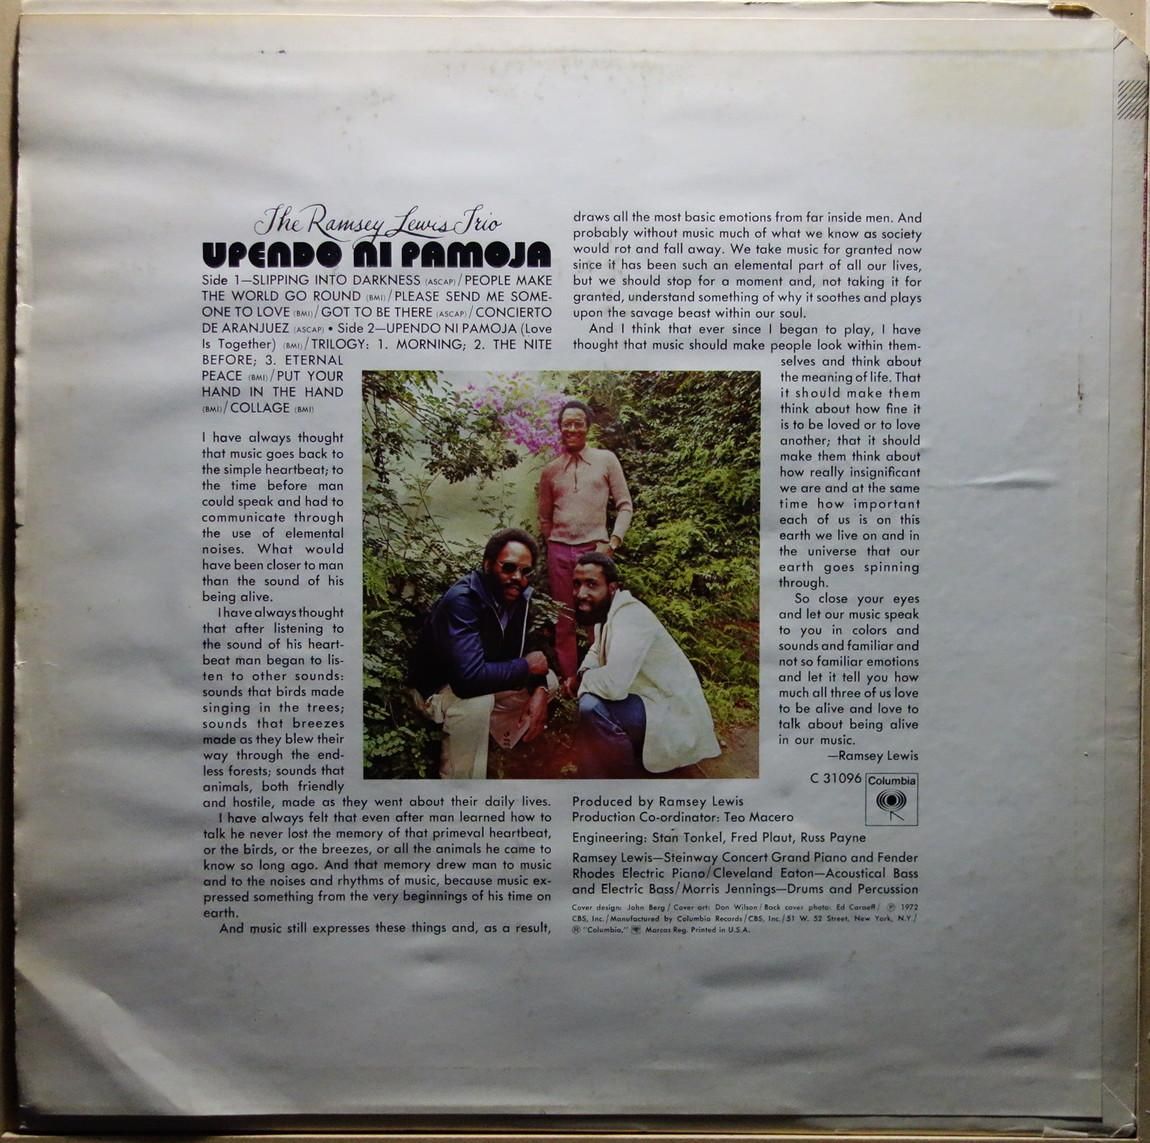 The Ramsey Lewis Trio
UPENDO NI PAMOJA
Side 1—SLIPPING INTO DARKNESS (ASCAP)/PEOPLE MAKE
THE WORLD GO ROUND (BMI)/PLEASE SEND ME SOME-
ONE TO LOVE (BMI)/GOT TO BE THERE (ASCAP)/CONCIERTO
DE ARANJUEZ (ASCAP) • Side 2—UPENDO NI PAMOJA (Love
Is Together) (BMI)/TRILOGY: 1. MORNING; 2. THE NITE
BEFORE; 3. ETERNAL
PEACE (BMI)/PUT YOUR
HAND IN THE HAND
(BMI)/COLLAGE (BMI)
I have always thought
that music goes back to
the simple heartbeat; to
the time before man
could speak and had to
communicate through
the use of elemental
noises. What would
have been closer to man
than the sound of his
being alive.
I have always thought
that after listening to
the sound of his heart-
beat man began to lis-
ten to other sounds:
sounds that birds made
singing in the trees;
sounds that breezes
made as they blew their
way through the end-
less forests; sounds that
animals, both friendly
and hostile, made as they went about their daily lives.
I have always felt that even after man learned how to
talk he never lost the memory of that primeval heartbeat,
or the birds, or the breezes, or all the animals he came to
know so long ago. And that memory drew man to music
and to the noises and rhythms of music, because music ex-
pressed something from the very beginnings of his time on
earth.
And music still expresses these things and, as a result,
draws all the most basic emotions from far inside men. And
probably without music much of what we know as society
would rot and fall away. We take music for granted now
since it has been such an elemental part of all our lives,
but we should stop for a moment and, not taking it for
granted, understand something of why it soothes and plays
upon the savage beast within our soul.
And I think that ever since I began to play, I have
thought that music should make people look within them-
selves and think about
the meaning of life. That
it should make them
think about how fine it
is to be loved or to love
another; that it should
make them think about
how really insignificant
we are and at the same
time how important
each of us is on this
earth we live on and in
the universe that our
earth goes spinning
through.
So close your eyes
and let our music speak
to you in colors and
sounds and familiar and
not so familiar emotions
and let it tell you how
much all three of us love
to be alive and love to
talk about being alive
in our music.
—Ramsey Lewis
C 31096 Columbia
Produced by Ramsey Lewis
Production Co-ordinator: Teo Macero
Engineering: Stan Tonkel, Fred Plaut, Russ Payne
Ramsey Lewis—Steinway Concert Grand Piano and Fender
Rhodes Electric Piano/Cleveland Eaton—Acoustical Bass
and Electric Bass/Morris Jennings—Drums and Percussion
Cover design: John Berg/Cover art: Don Wilson/Back cover photo: Ed Caraeff/ ℗ 1972
CBS, Inc./Manufactured by Columbia Records/CBS, Inc./51 W. 52 Street, New York, N.Y./
® "Columbia," Marcas Reg. Printed in U.S.A.